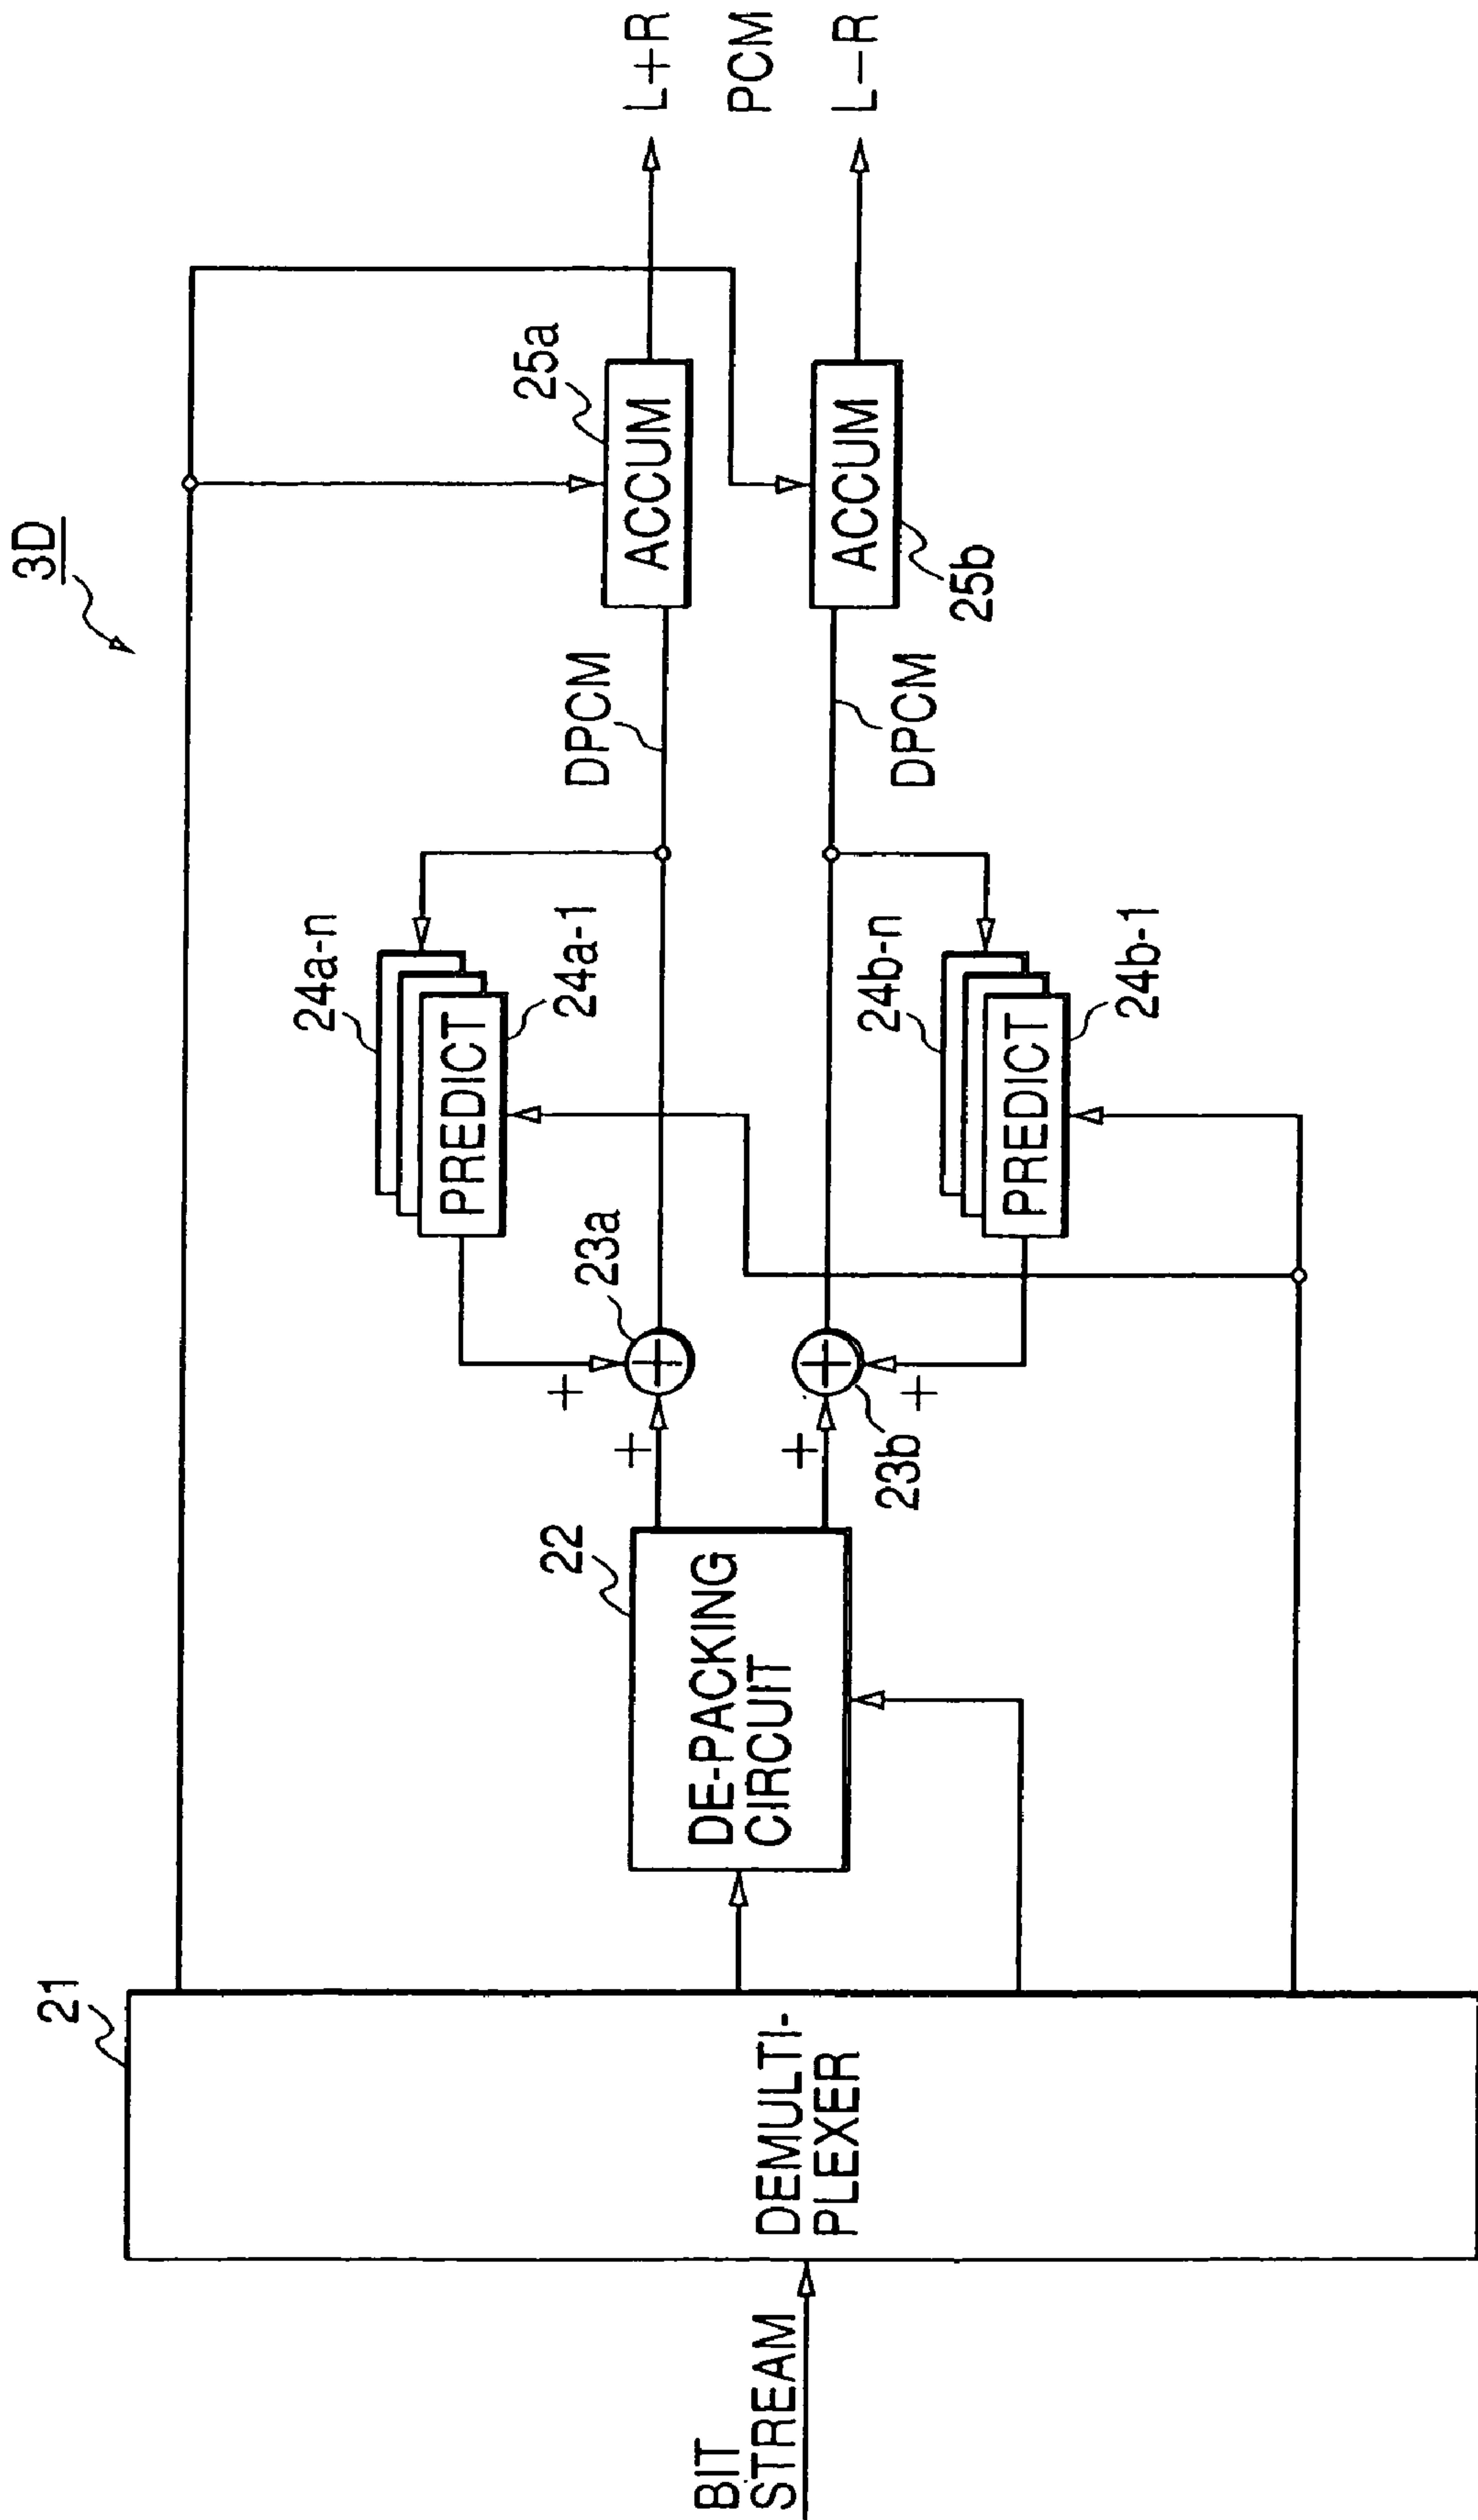 3D
21
BIT
STREAM
DEMULTI-
PLEXER
22
DE-PACKING
CIRCUIT
+
+
+
+
23a
23b
24a-n
PREDICT
24a-1
24b-n
PREDICT
24b-1
DPCM
DPCM
25a
ACCUM
ACCUM
25b
L+R
PCM
L-R